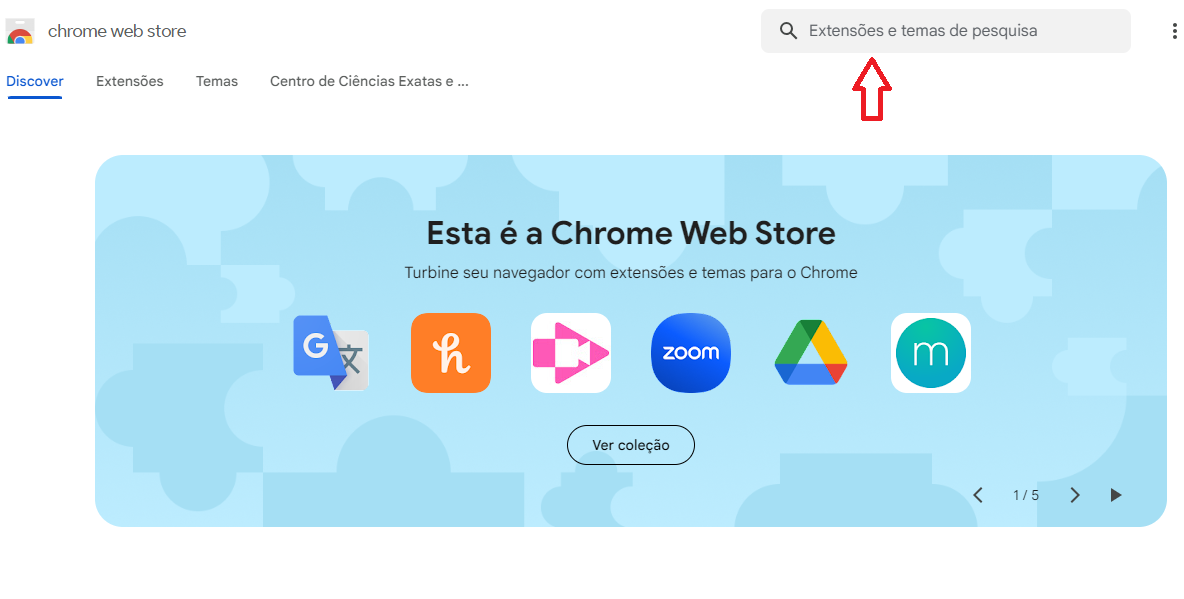 chrome web store
Extensões e temas de pesquisa
Discover
Extensões
Temas
Centro de Ciências Exatas e ...
Esta é a Chrome Web Store
Turbine seu navegador com extensões e temas para o Chrome
G 文
h
zoom
m
Ver coleção
1 / 5